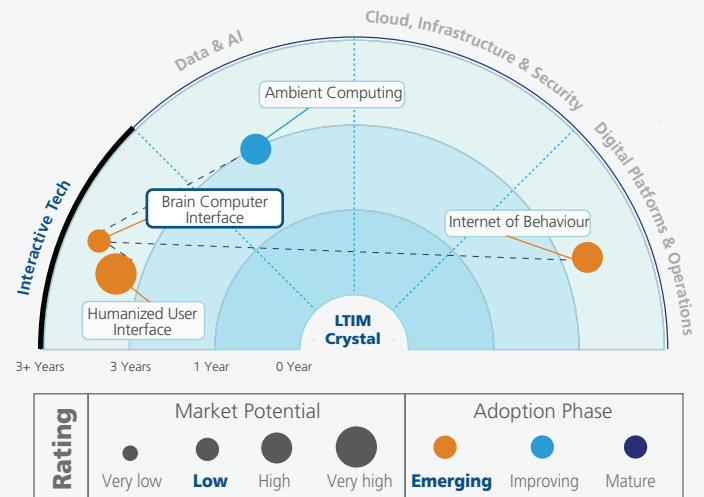 Data & AI
Cloud, Infrastructure & Security
Digital Platforms & Operations
Interactive Tech
Ambient Computing
Brain Computer
Interface
Internet of Behaviour
Humanized User
Interface
LTIM
Crystal
3+ Years
3 Years
1 Year
0 Year
Rating
Market Potential
Very low
Low
High
Very high
Adoption Phase
Emerging
Improving
Mature